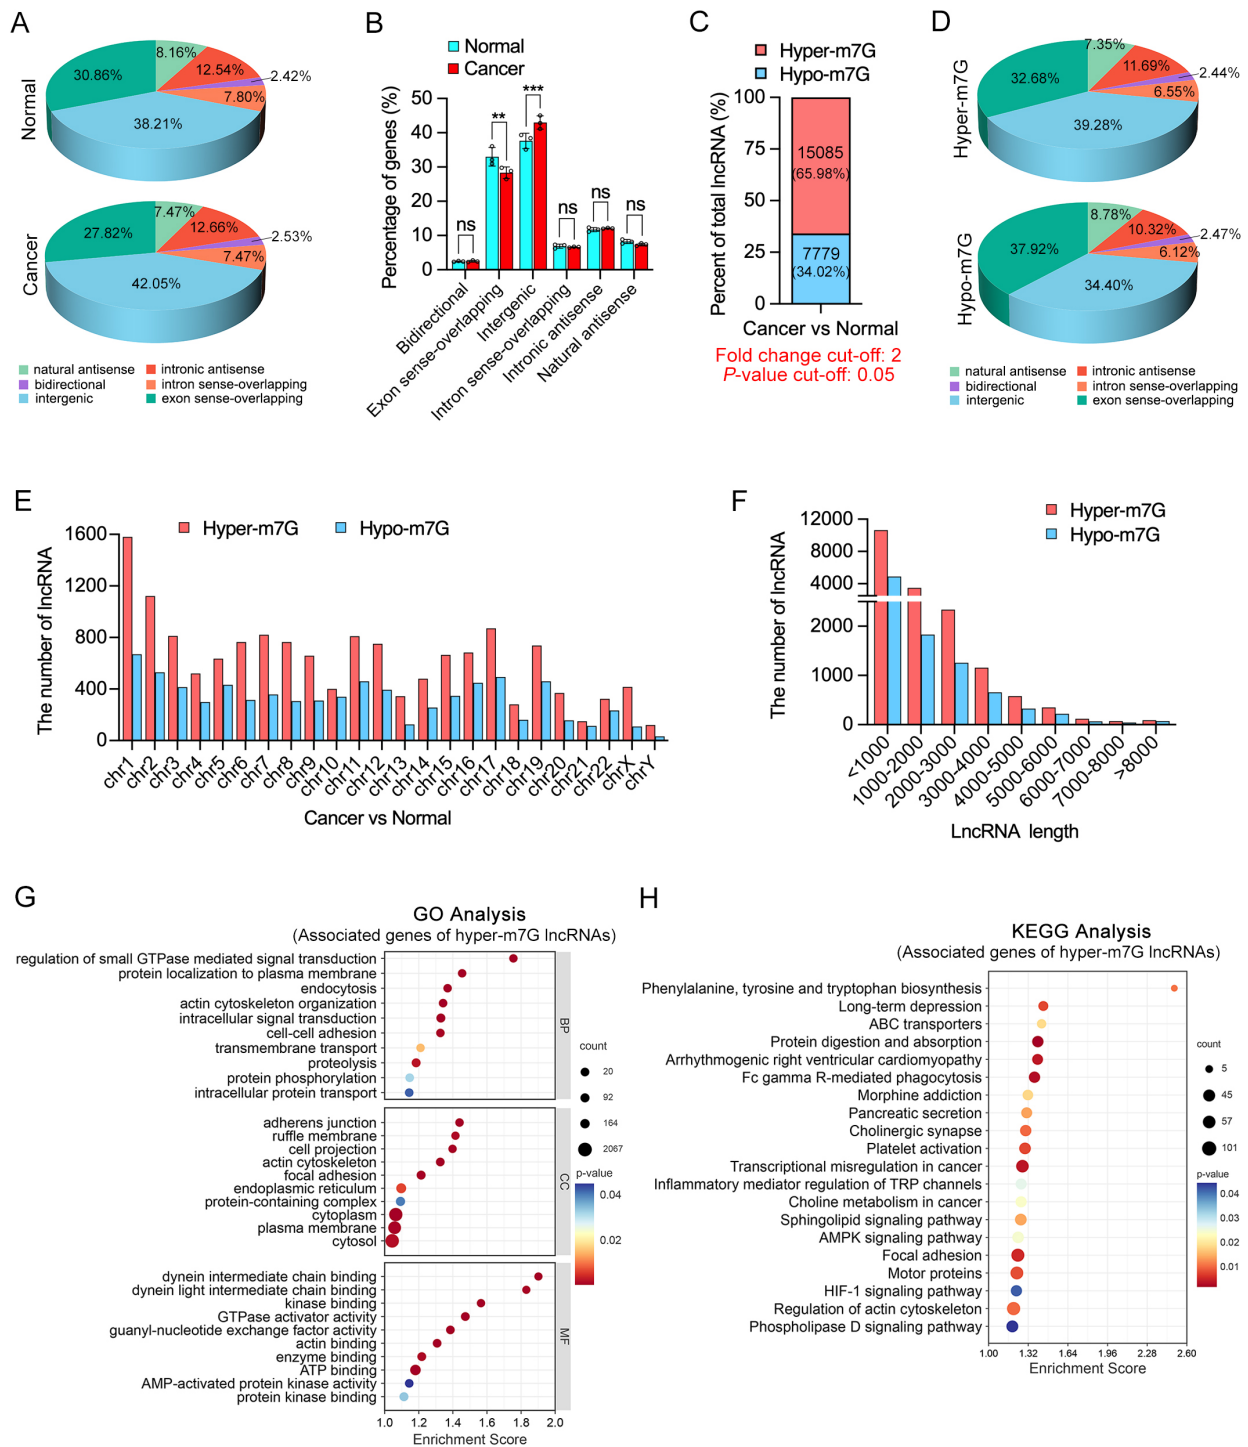 A
Normal
8.16%
12.54%
2.42%
7.80%
38.21%
30.86%
Cancer
7.47%
12.66%
2.53%
7.47%
42.05%
27.82%
natural antisense
intronic antisense
bidirectional
intron sense-overlapping
intergenic
exon sense-overlapping
B
Normal
Cancer
Percentage of genes (%)
50
40
30
20
10
0
ns
**
***
ns
ns
ns
Bidirectional
Exon sense-overlapping
Intergenic
Intron sense-overlapping
Intronic antisense
Natural antisense
C
Hyper-m7G
Hypo-m7G
Percent of total lncRNA (%)
100
75
50
25
0
15085
(65.98%)
7779
(34.02%)
Cancer vs Normal
Fold change cut-off: 2
P-value cut-off: 0.05
D
Hyper-m7G
7.35%
11.69%
2.44%
6.55%
39.28%
32.68%
Hypo-m7G
8.78%
10.32%
2.47%
6.12%
34.40%
37.92%
natural antisense
intronic antisense
bidirectional
intron sense-overlapping
intergenic
exon sense-overlapping
E
Hyper-m7G
Hypo-m7G
The number of lncRNA
1600
1200
800
400
0
chr1
chr2
chr3
chr4
chr5
chr6
chr7
chr8
chr9
chr10
chr11
chr12
chr13
chr14
chr15
chr16
chr17
chr18
chr19
chr20
chr21
chr22
chrX
chrY
Cancer vs Normal
F
Hyper-m7G
Hypo-m7G
The number of lncRNA
12000
8000
4000
2000
1000
0
<1000
1000-2000
2000-3000
3000-4000
4000-5000
5000-6000
6000-7000
7000-8000
>8000
LncRNA length
G
GO Analysis
(Associated genes of hyper-m7G lncRNAs)
regulation of small GTPase mediated signal transduction
protein localization to plasma membrane
endocytosis
actin cytoskeleton organization
intracellular signal transduction
cell-cell adhesion
transmembrane transport
proteolysis
protein phosphorylation
intracellular protein transport
BP
adherens junction
ruffle membrane
cell projection
actin cytoskeleton
focal adhesion
endoplasmic reticulum
protein-containing complex
cytoplasm
plasma membrane
cytosol
CC
dynein intermediate chain binding
dynein light intermediate chain binding
kinase binding
GTPase activator activity
guanyl-nucleotide exchange factor activity
actin binding
enzyme binding
ATP binding
AMP-activated protein kinase activity
protein kinase binding
MF
1.0
1.2
1.4
1.6
1.8
2.0
Enrichment Score
count
20
92
164
2067
p-value
0.04
0.02
H
KEGG Analysis
(Associated genes of hyper-m7G lncRNAs)
Phenylalanine, tyrosine and tryptophan biosynthesis
Long-term depression
ABC transporters
Protein digestion and absorption
Arrhythmogenic right ventricular cardiomyopathy
Fc gamma R-mediated phagocytosis
Morphine addiction
Pancreatic secretion
Cholinergic synapse
Platelet activation
Transcriptional misregulation in cancer
Inflammatory mediator regulation of TRP channels
Choline metabolism in cancer
Sphingolipid signaling pathway
AMPK signaling pathway
Focal adhesion
Motor proteins
HIF-1 signaling pathway
Regulation of actin cytoskeleton
Phospholipase D signaling pathway
1.00
1.32
1.64
1.96
2.28
2.60
Enrichment Score
count
5
45
57
101
p-value
0.04
0.03
0.02
0.01